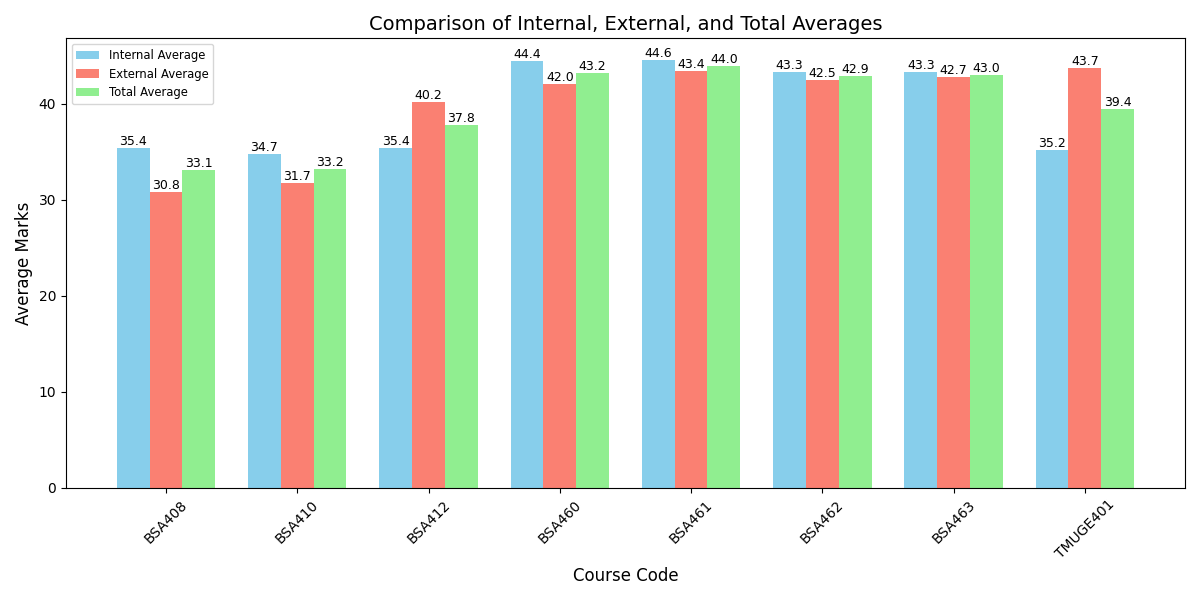 Comparison of Internal, External, and Total Averages
Internal Average
External Average
Total Average
Average Marks
40
30
20
10
0
35.4 30.8 33.1
34.7 31.7 33.2
35.4 40.2 37.8
44.4 42.0 43.2
44.6 43.4 44.0
43.3 42.5 42.9
43.3 42.7 43.0
35.2 43.7 39.4
BSA408 BSA410 BSA412 BSA460 BSA461 BSA462 BSA463 TMUGE401
Course Code